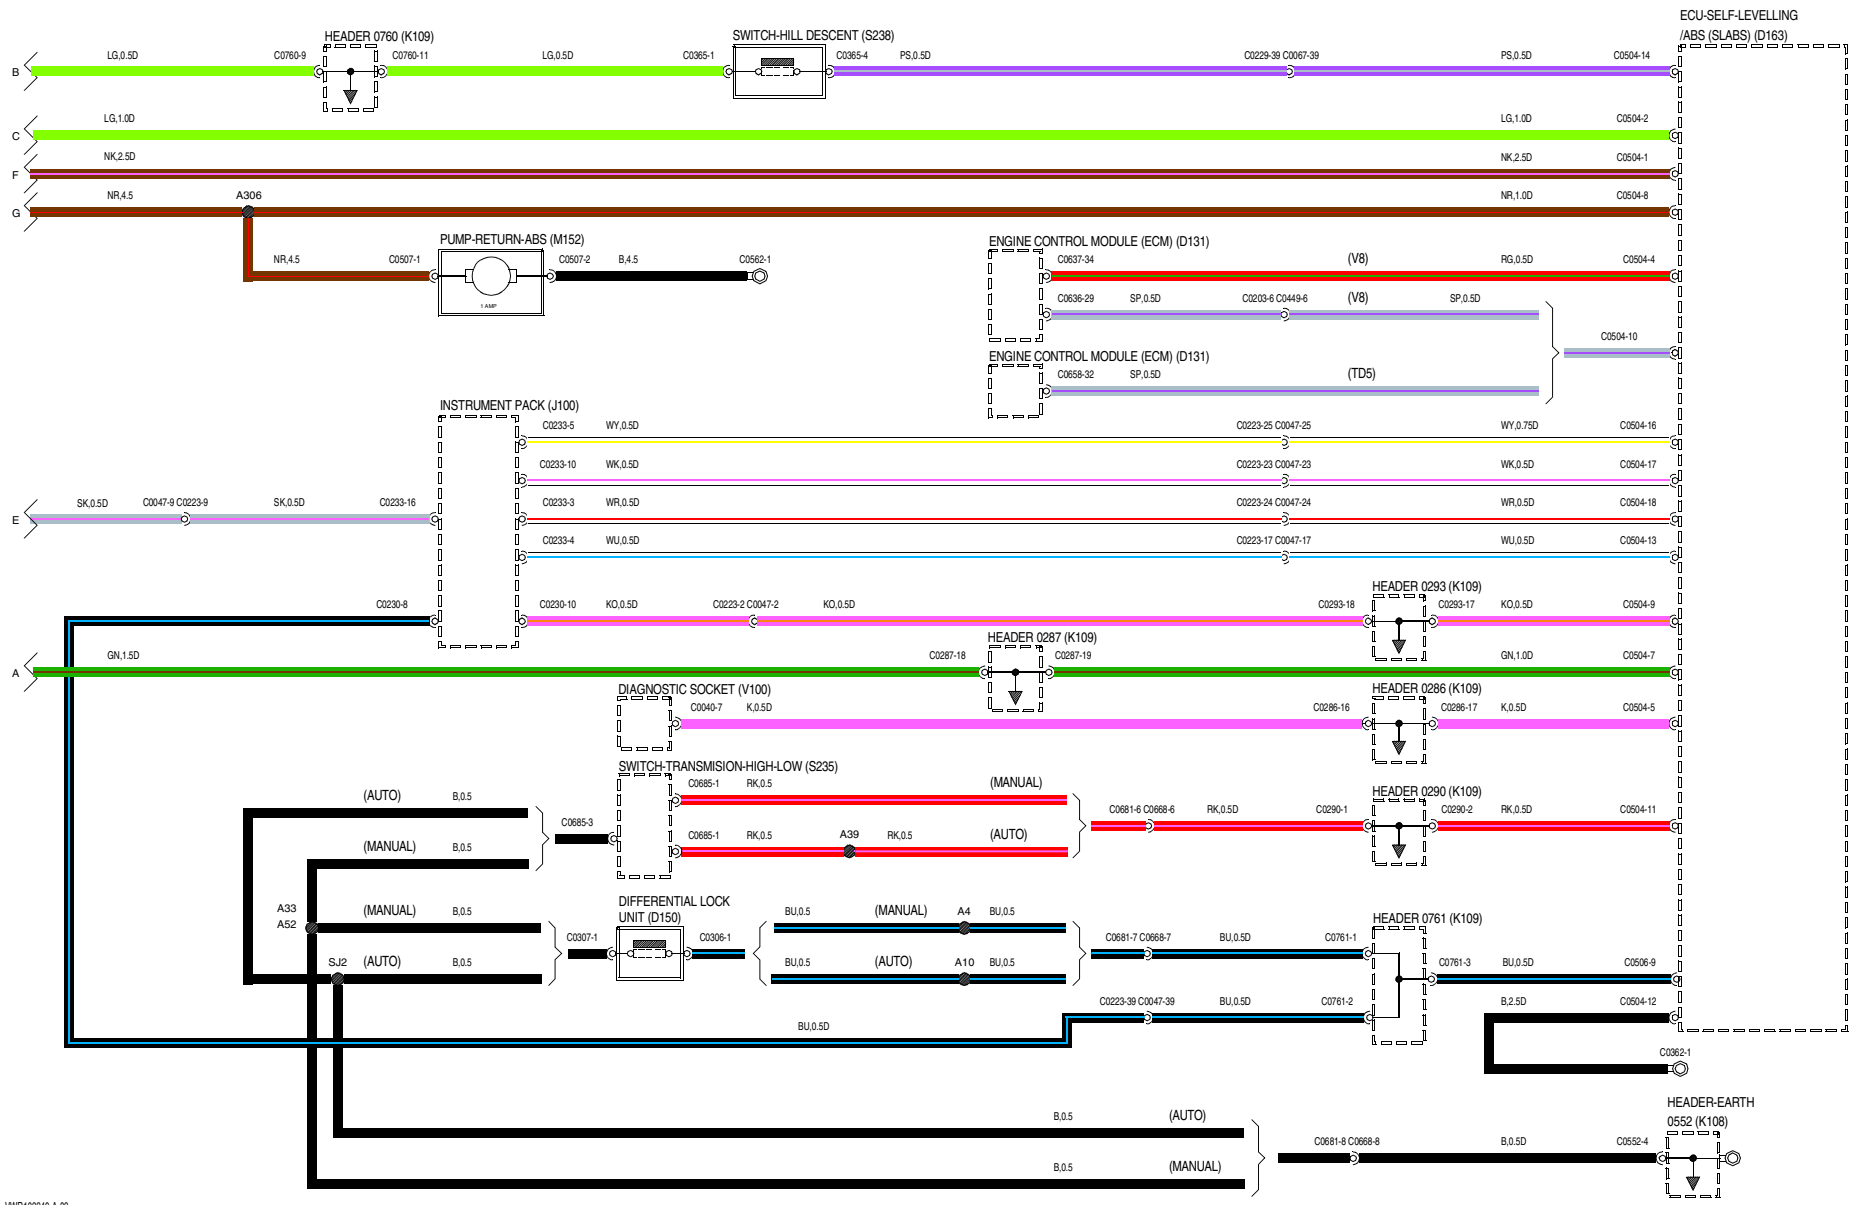 ECU-SELF-LEVELLING
/ABS (SLABS) (D163)
HEADER 0760 (K109)
SWITCH-HILL DESCENT (S238)
B LG,0.5D C0760-9 C0760-11 LG,0.5D C0365-1 C0365-4 PS,0.5D C0229-39 C0067-39 PS,0.5D C0504-14
C LG,1.0D LG,1.0D C0504-2
F NK,2.5D NK,2.5D C0504-1
G NR,4.5 A306 NR,1.0D C0504-8
PUMP-RETURN-ABS (M152)
ENGINE CONTROL MODULE (ECM) (D131)
NR,4.5 C0507-1 C0507-2 B,4.5 C0562-1 C0637-34 (V8) RG,0.5D C0504-4
1 AMP
C0636-29 SP,0.5D C0203-6 C0449-6 (V8) SP,0.5D
C0504-10
ENGINE CONTROL MODULE (ECM) (D131)
C0658-32 SP,0.5D (TD5)
INSTRUMENT PACK (J100)
C0233-5 WY,0.5D C0223-25 C0047-25 WY,0.75D C0504-16
C0233-10 WK,0.5D C0223-23 C0047-23 WK,0.5D C0504-17
E SK,0.5D C0047-9 C0223-9 SK,0.5D C0233-16 C0233-3 WR,0.5D C0223-24 C0047-24 WR,0.5D C0504-18
C0233-4 WU,0.5D C0223-17 C0047-17 WU,0.5D C0504-13
HEADER 0293 (K109)
C0230-8 C0230-10 KO,0.5D C0223-2 C0047-2 KO,0.5D C0293-18 C0293-17 KO,0.5D C0504-9
HEADER 0287 (K109)
A GN,1.5D C0287-18 C0287-19 GN,1.0D C0504-7
DIAGNOSTIC SOCKET (V100)
HEADER 0286 (K109)
C0040-7 K,0.5D C0286-16 C0286-17 K,0.5D C0504-5
SWITCH-TRANSMISION-HIGH-LOW (S235)
C0685-1 RK,0.5 (MANUAL)
HEADER 0290 (K109)
(AUTO) B,0.5
C0681-6 C0668-6 RK,0.5D C0290-1 C0290-2 RK,0.5D C0504-11
C0685-3
C0685-1 RK,0.5 A39 RK,0.5 (AUTO)
(MANUAL) B,0.5
DIFFERENTIAL LOCK
UNIT (D150)
A33
A52
(MANUAL) B,0.5
BU,0.5 (MANUAL) A4 BU,0.5
HEADER 0761 (K109)
C0307-1 C0306-1 C0681-7 C0668-7 BU,0.5D C0761-1
SJ2 (AUTO) B,0.5 BU,0.5 (AUTO) A10 BU,0.5 C0761-3 BU,0.5D C0506-9
C0223-39 C0047-39 BU,0.5D C0761-2 B,2.5D C0504-12
BU,0.5D
C0362-1
HEADER-EARTH
0552 (K108)
B,0.5 (AUTO)
C0681-8 C0668-8 B,0.5D C0552-4
B,0.5 (MANUAL)